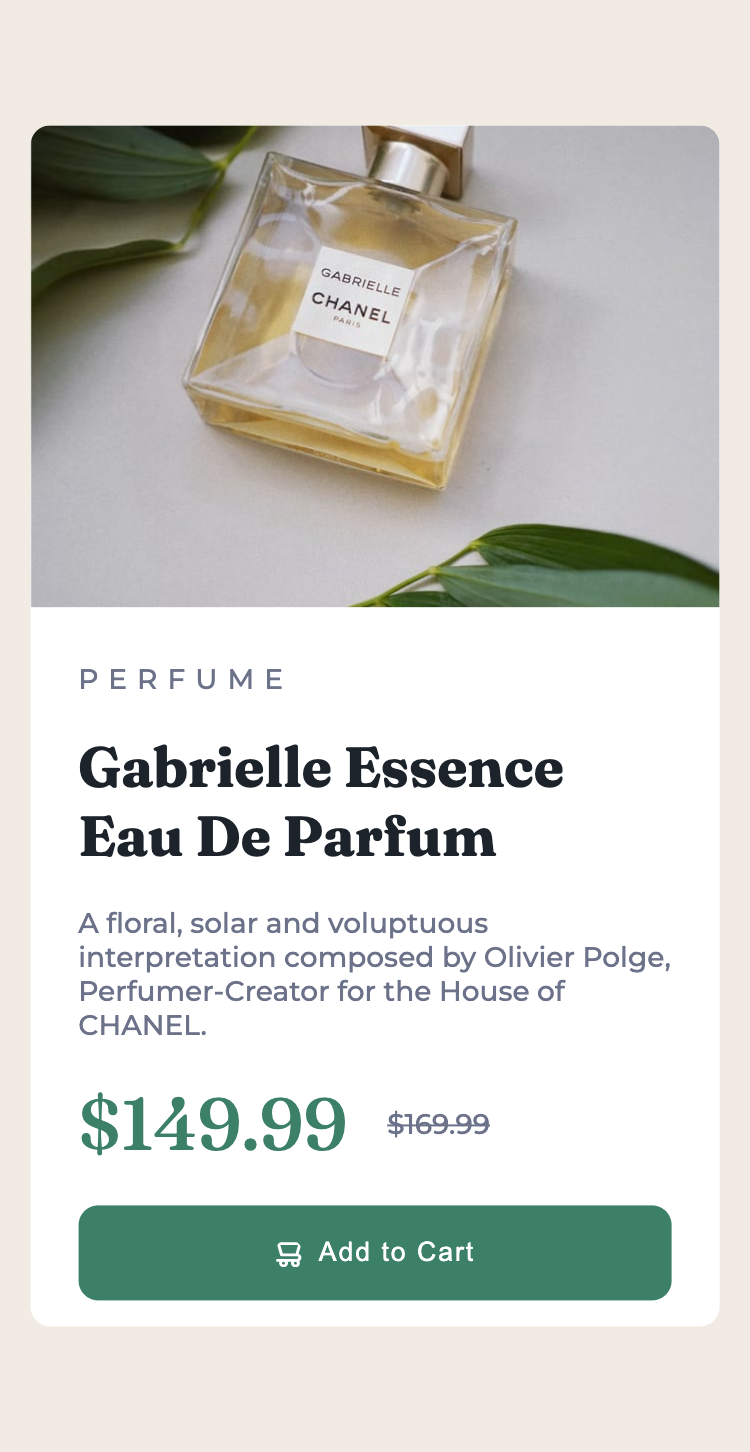 GABRIELLE
CHANEL
PARIS
PERFUME
Gabrielle Essence
Eau De Parfum
A floral, solar and voluptuous
interpretation composed by Olivier Polge,
Perfumer-Creator for the House of
CHANEL.
$149.99 $169.99
Add to Cart